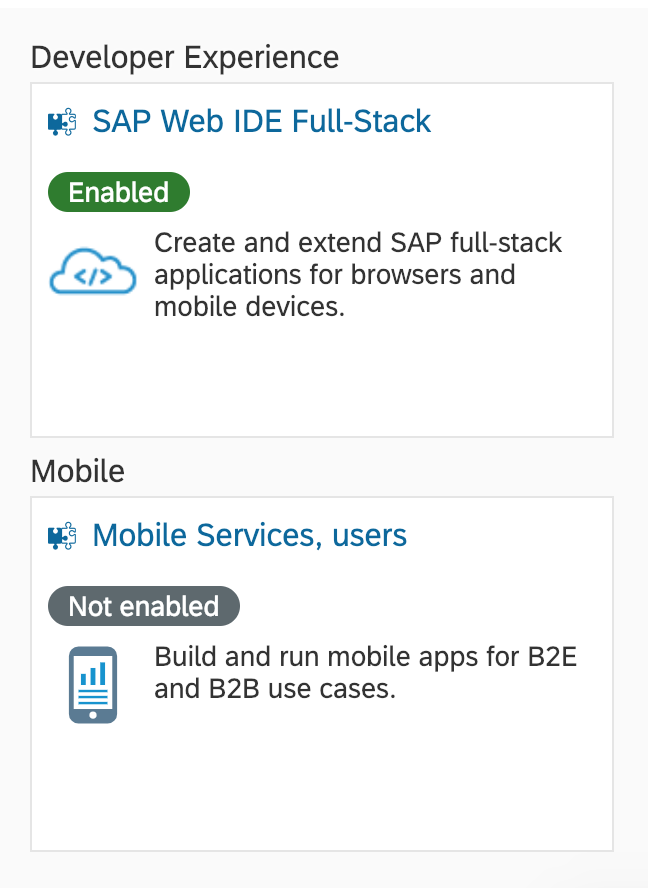 Developer Experience
SAP Web IDE Full-Stack
Enabled
Create and extend SAP full-stack
applications for browsers and
mobile devices.
Mobile
Mobile Services, users
Not enabled
Build and run mobile apps for B2E
and B2B use cases.